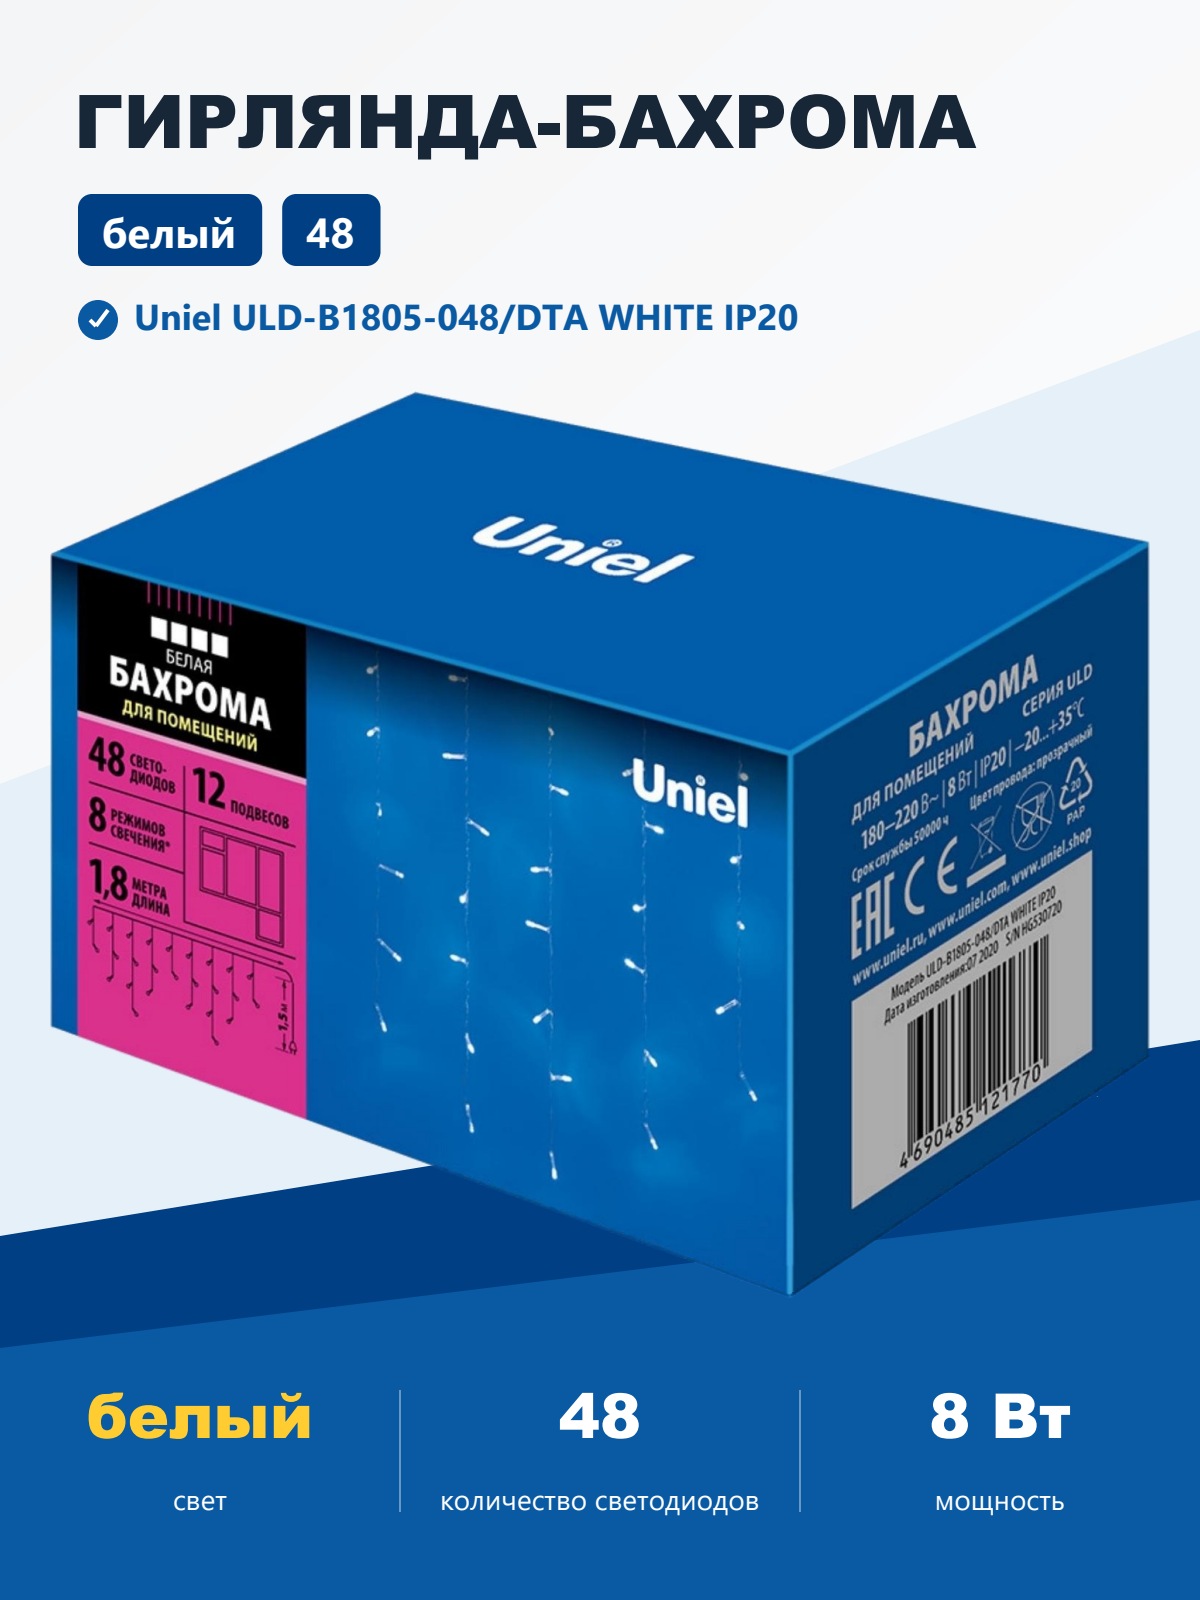 ГИРЛЯНДА-БАХРОМА
белый
48
Uniel ULD-B1805-048/DTA WHITE IP20
Uniel
БЕЛАЯ
БАХРОМА
ДЛЯ ПОМЕЩЕНИЙ
48 СВЕТО-
ДИОДОВ
12 ПОДВЕСОВ
8 РЕЖИМОВ
СВЕЧЕНИЯ*
1,8 МЕТРА
ДЛИНА
1,5 м
Uniel
БАХРОМА
СЕРИЯ ULD
ДЛЯ ПОМЕЩЕНИЙ
180–220 В~ | 8 Вт | IP20 | –20...+35°C
Срок службы 50000 ч
Цвет провода: прозрачный
EAC CE
20
PAP
www.uniel.ru, www.uniel.com, www.uniel.shop
Модель ULD-B1805-048/DTA WHITE IP20
Дата изготовления:07 2020 S/N HG530720
4 690485 121770
белый
свет
48
количество светодиодов
8 Вт
мощность